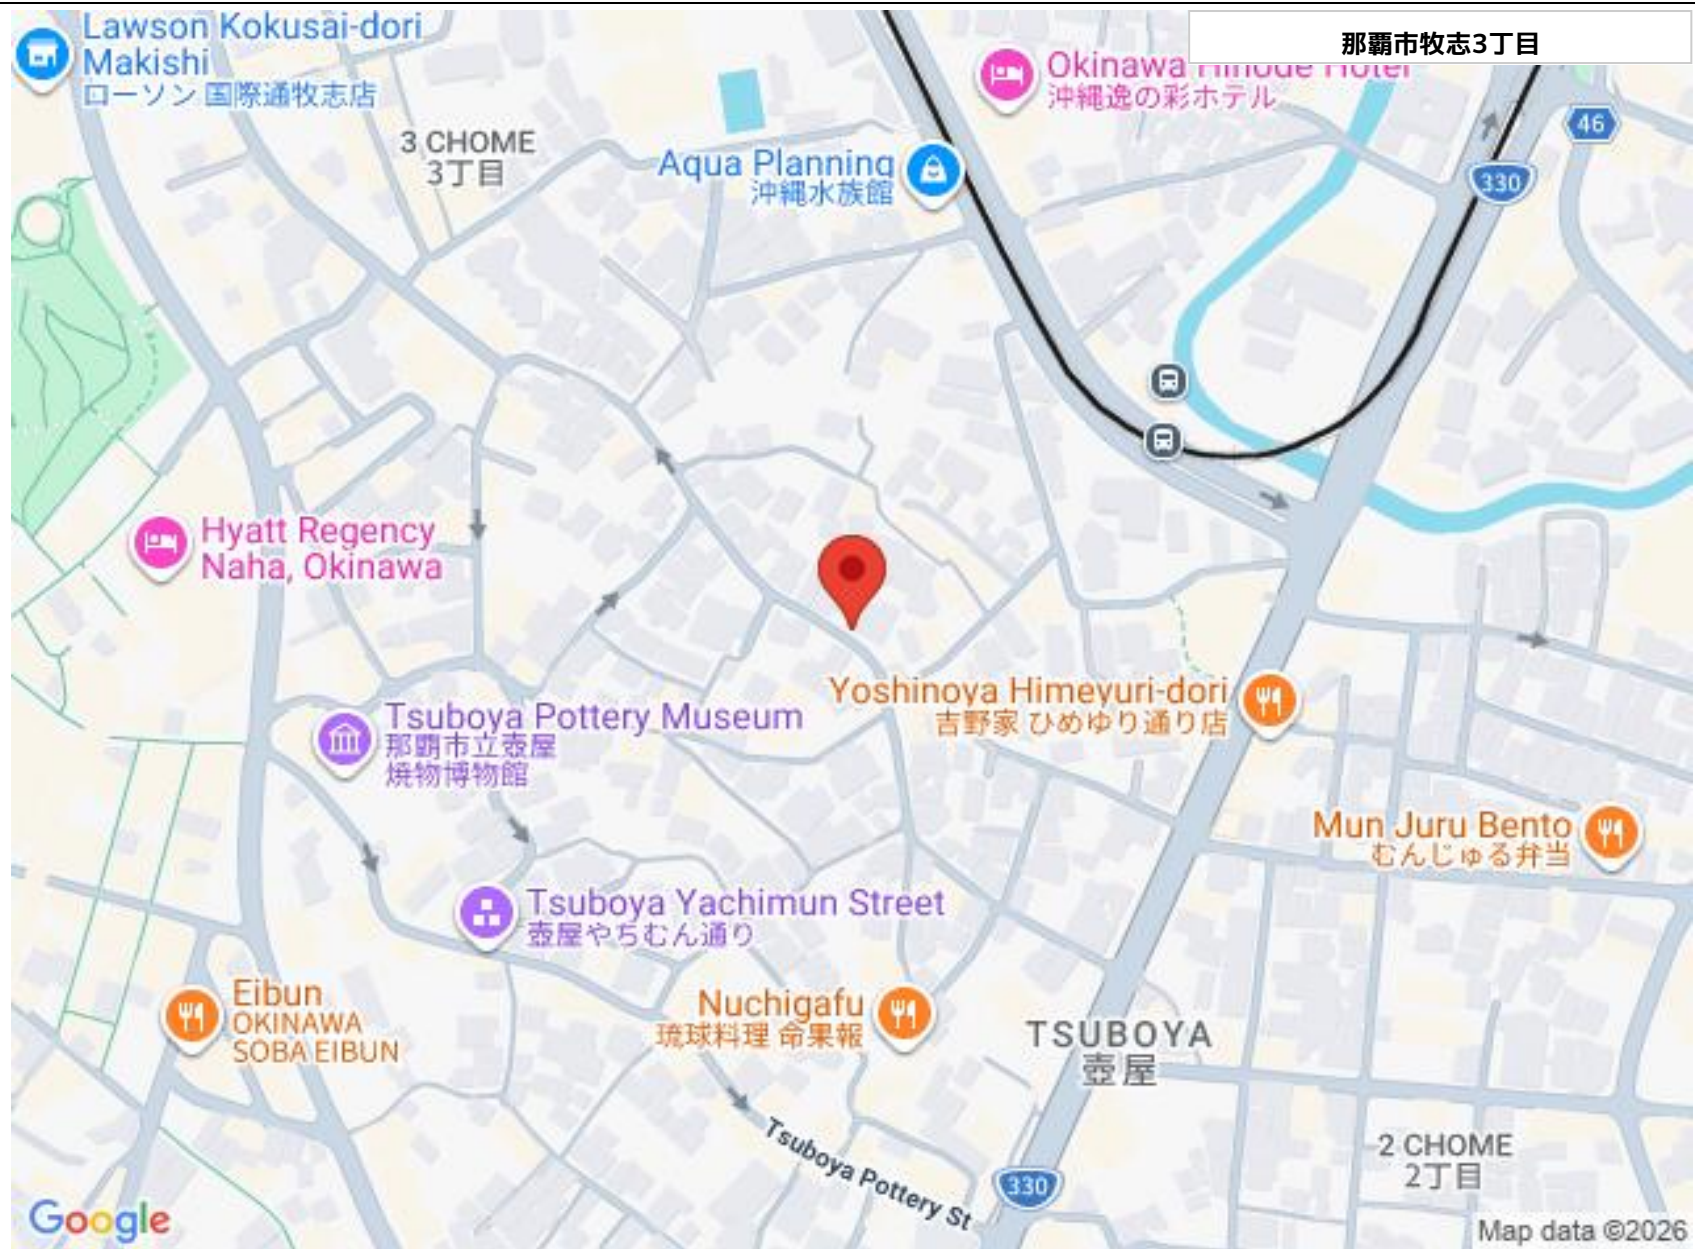 那覇市牧志3丁目
Lawson Kokusai-dori
Makishi
ローソン 国際通牧志店
Okinawa Hinode Hotel
沖縄逸の彩ホテル
46
3 CHOME
3丁目
Aqua Planning
沖縄水族館
330
Hyatt Regency
Naha, Okinawa
Yoshinoya Himeyuri-dori
吉野家 ひめゆり通り店
Tsuboya Pottery Museum
那覇市立壺屋
焼物博物館
Mun Juru Bento
むんじゅる弁当
Tsuboya Yachimun Street
壺屋やちむん通り
Eibun
OKINAWA
SOBA EIBUN
Nuchigafu
琉球料理 命果報
TSUBOYA
壺屋
Tsuboya Pottery St
2 CHOME
2丁目
330
Google
Map data ©2026